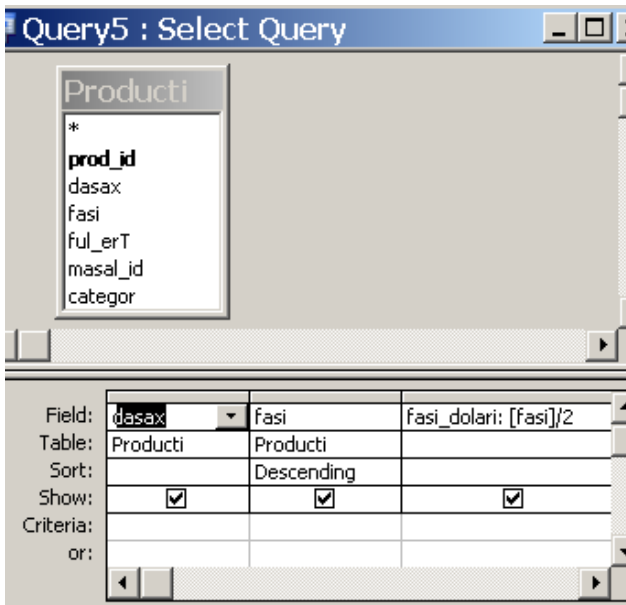 Query5 : Select Query
Producti
*
prod_id
dasax
fasi
ful_erT
masal_id
categor
Field: dasax fasi fasi_dolari: [fasi]/2
Table: Producti Producti
Sort: Descending
Show:
Criteria:
or: